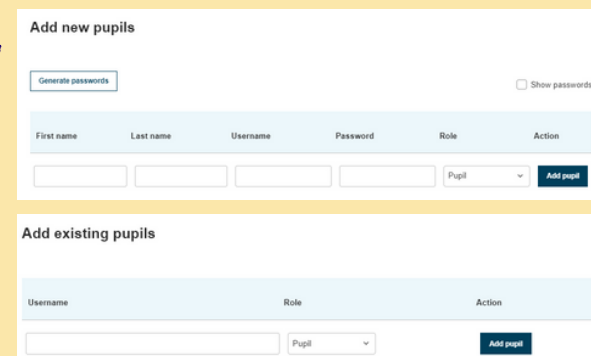 Add new pupils
Generate passwords
Show passwords
First name Last name Username Password Role Action
Pupil Add pupil
Add existing pupils
Username Role Action
Pupil Add pupil